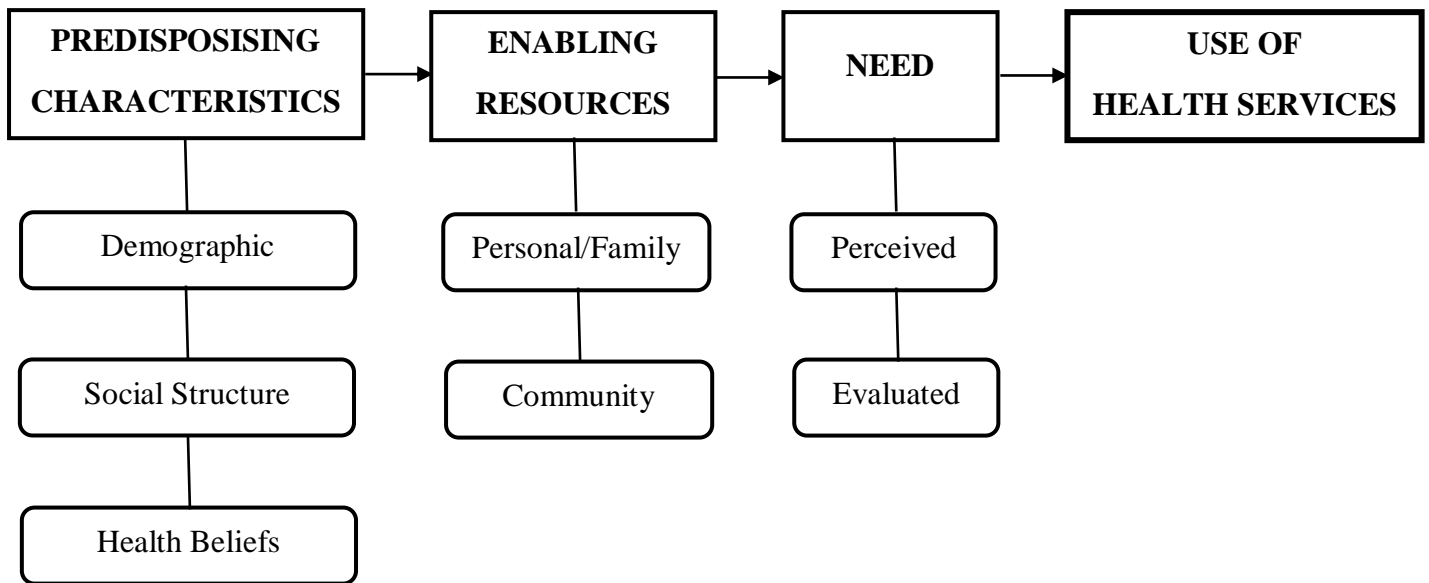 PREDISPOSISING
CHARACTERISTICS
ENABLING
RESOURCES
NEED
USE OF
HEALTH SERVICES
Demographic
Social Structure
Health Beliefs
Personal/Family
Community
Perceived
Evaluated